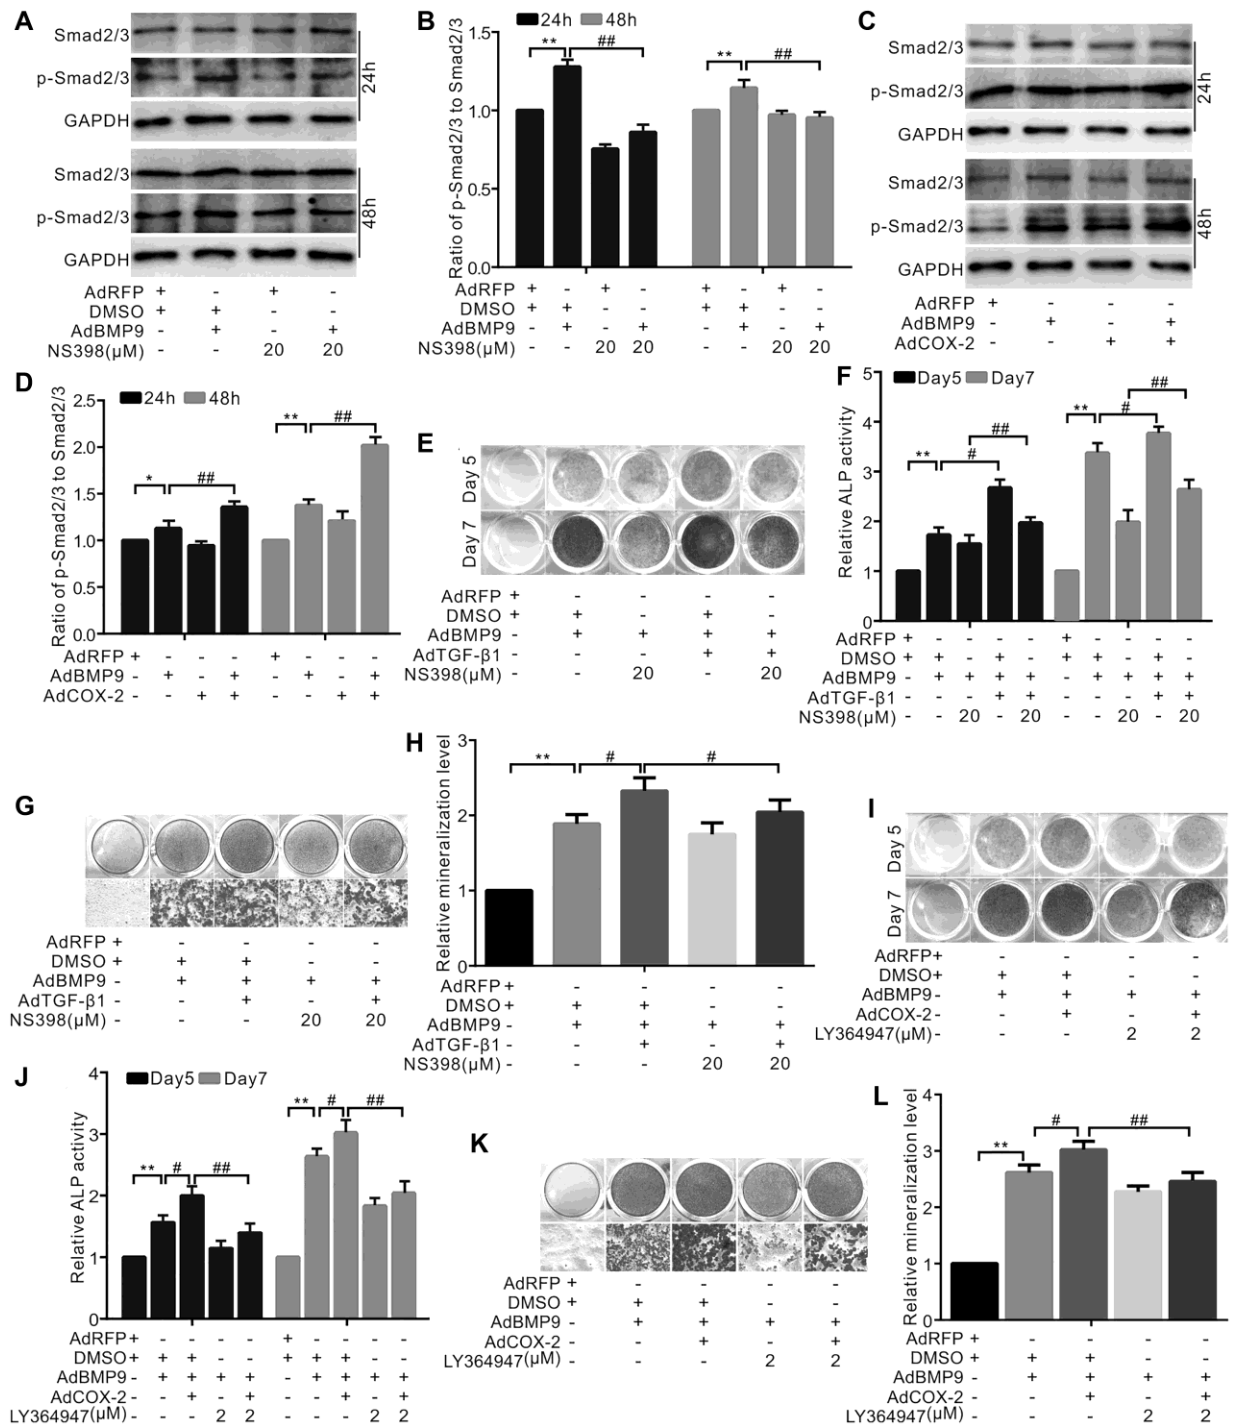 A
Smad2/3
p-Smad2/3
GAPDH
24h
Smad2/3
p-Smad2/3
GAPDH
48h
AdRFP + - + -
DMSO + + - -
AdBMP9 - + - +
NS398(μM) - - 20 20
B
24h 48h
Ratio of p-Smad2/3 to Smad2/3
1.5
1.0
0.5
0.0
** ## ** ##
AdRFP + - + - + - + -
DMSO + + - - + + - -
AdBMP9 - + - + - + - +
NS398(μM) - - 20 20 - - 20 20
C
Smad2/3
p-Smad2/3
GAPDH
24h
Smad2/3
p-Smad2/3
GAPDH
48h
AdRFP + - - -
AdBMP9 - + - +
AdCOX-2 - - + +
D
24h 48h
Ratio of p-Smad2/3 to Smad2/3
2.5
2.0
1.5
1.0
0.5
0.0
* ## ** ##
AdRFP + - - - + - - -
AdBMP9 - + - + - + - +
AdCOX-2 - - + + - - + +
E
Day 5
Day 7
AdRFP + - - - -
DMSO + + - + -
AdBMP9 - + + + +
AdTGF-β1 - - - + +
NS398(μM) - - 20 - 20
F
Day5 Day7
Relative ALP activity
5
4
3
2
1
0
** # ## ** # ##
AdRFP + - - - - + - - - -
DMSO + + - + - + + - + -
AdBMP9 - + + + + - + + + +
AdTGF-β1 - - - + + - - - + +
NS398(μM) - - 20 - 20 - - 20 - 20
G
AdRFP + - - - -
DMSO + + + - -
AdBMP9 - + + + +
AdTGF-β1 - - + - +
NS398(μM) - - - 20 20
H
Relative mineralization level
3
2
1
0
** # #
AdRFP + - - - -
DMSO + + + - -
AdBMP9 - + + + +
AdTGF-β1 - - + - +
NS398(μM) - - - 20 20
I
Day 5
Day 7
AdRFP+ - - - -
DMSO+ + + - -
AdBMP9- + + + +
AdCOX-2 - - + - +
LY364947(μM)- - - 2 2
J
Day5 Day7
Relative ALP activity
4
3
2
1
0
** # ## ** # ##
AdRFP + - - - - + - - - -
DMSO + + + - - + + + - -
AdBMP9 - + + + + - + + + +
AdCOX-2 - - + - + - - + - +
LY364947(μM) - - - 2 2 - - - 2 2
K
AdRFP + - - - -
DMSO + + + - -
AdBMP9 - + + + +
AdCOX-2 - - + - +
LY364947(μM) - - - 2 2
L
Relative mineralization level
4
3
2
1
0
** # ##
AdRFP + - - - -
DMSO + + + - -
AdBMP9 - + + + +
AdCOX-2 - - + - +
LY364947(μM) - - - 2 2